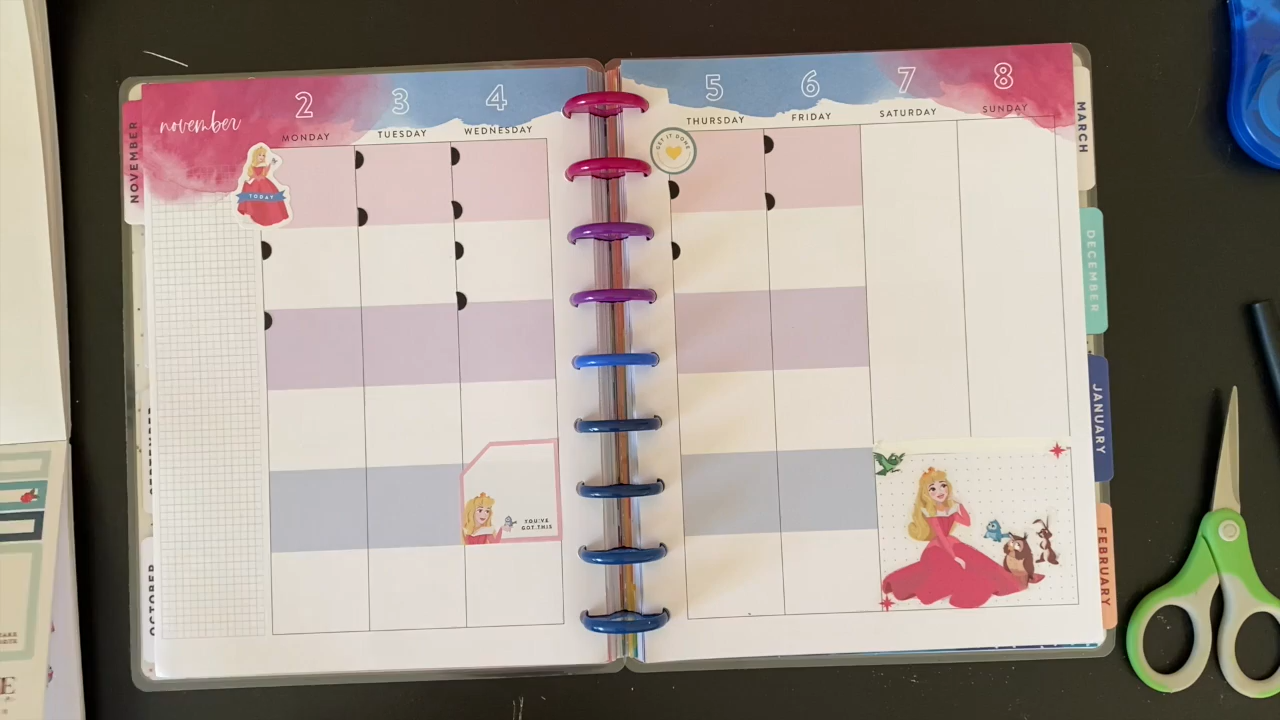 november
2
MONDAY
3
TUESDAY
4
WEDNESDAY
5
THURSDAY
6
FRIDAY
7
SATURDAY
8
SUNDAY
TODAY
GET IT DONE
YOU'VE
GOT THIS
NOVEMBER
OCTOBER
MARCH
DECEMBER
JANUARY
FEBRUARY